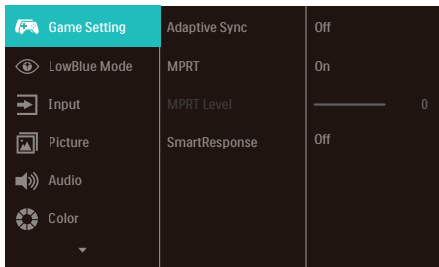 Game Setting Adaptive Sync Off
LowBlue Mode MPRT On
Input MPRT Level 0
Picture SmartResponse Off
Audio
Color